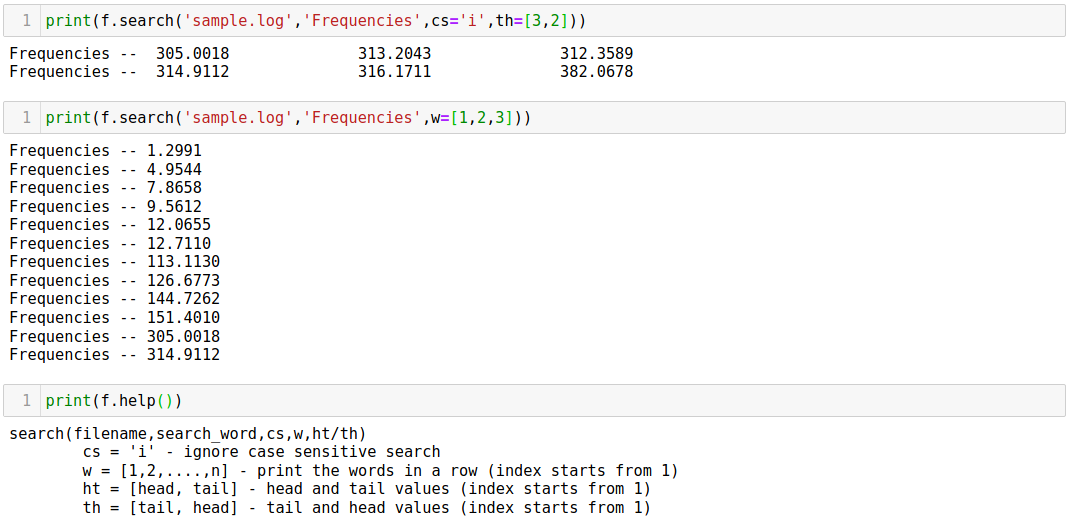 1 print(f.search('sample.log','Frequencies',cs='i',th=[3,2]))
Frequencies --  305.0018              313.2043              312.3589
Frequencies --  314.9112              316.1711              382.0678
1 print(f.search('sample.log','Frequencies',w=[1,2,3]))
Frequencies -- 1.2991
Frequencies -- 4.9544
Frequencies -- 7.8658
Frequencies -- 9.5612
Frequencies -- 12.0655
Frequencies -- 12.7110
Frequencies -- 113.1130
Frequencies -- 126.6773
Frequencies -- 144.7262
Frequencies -- 151.4010
Frequencies -- 305.0018
Frequencies -- 314.9112
1 print(f.help())
search(filename,search_word,cs,w,ht/th)
        cs = 'i' - ignore case sensitive search
        w = [1,2,....,n] - print the words in a row (index starts from 1)
        ht = [head, tail] - head and tail values (index starts from 1)
        th = [tail, head] - tail and head values (index starts from 1)